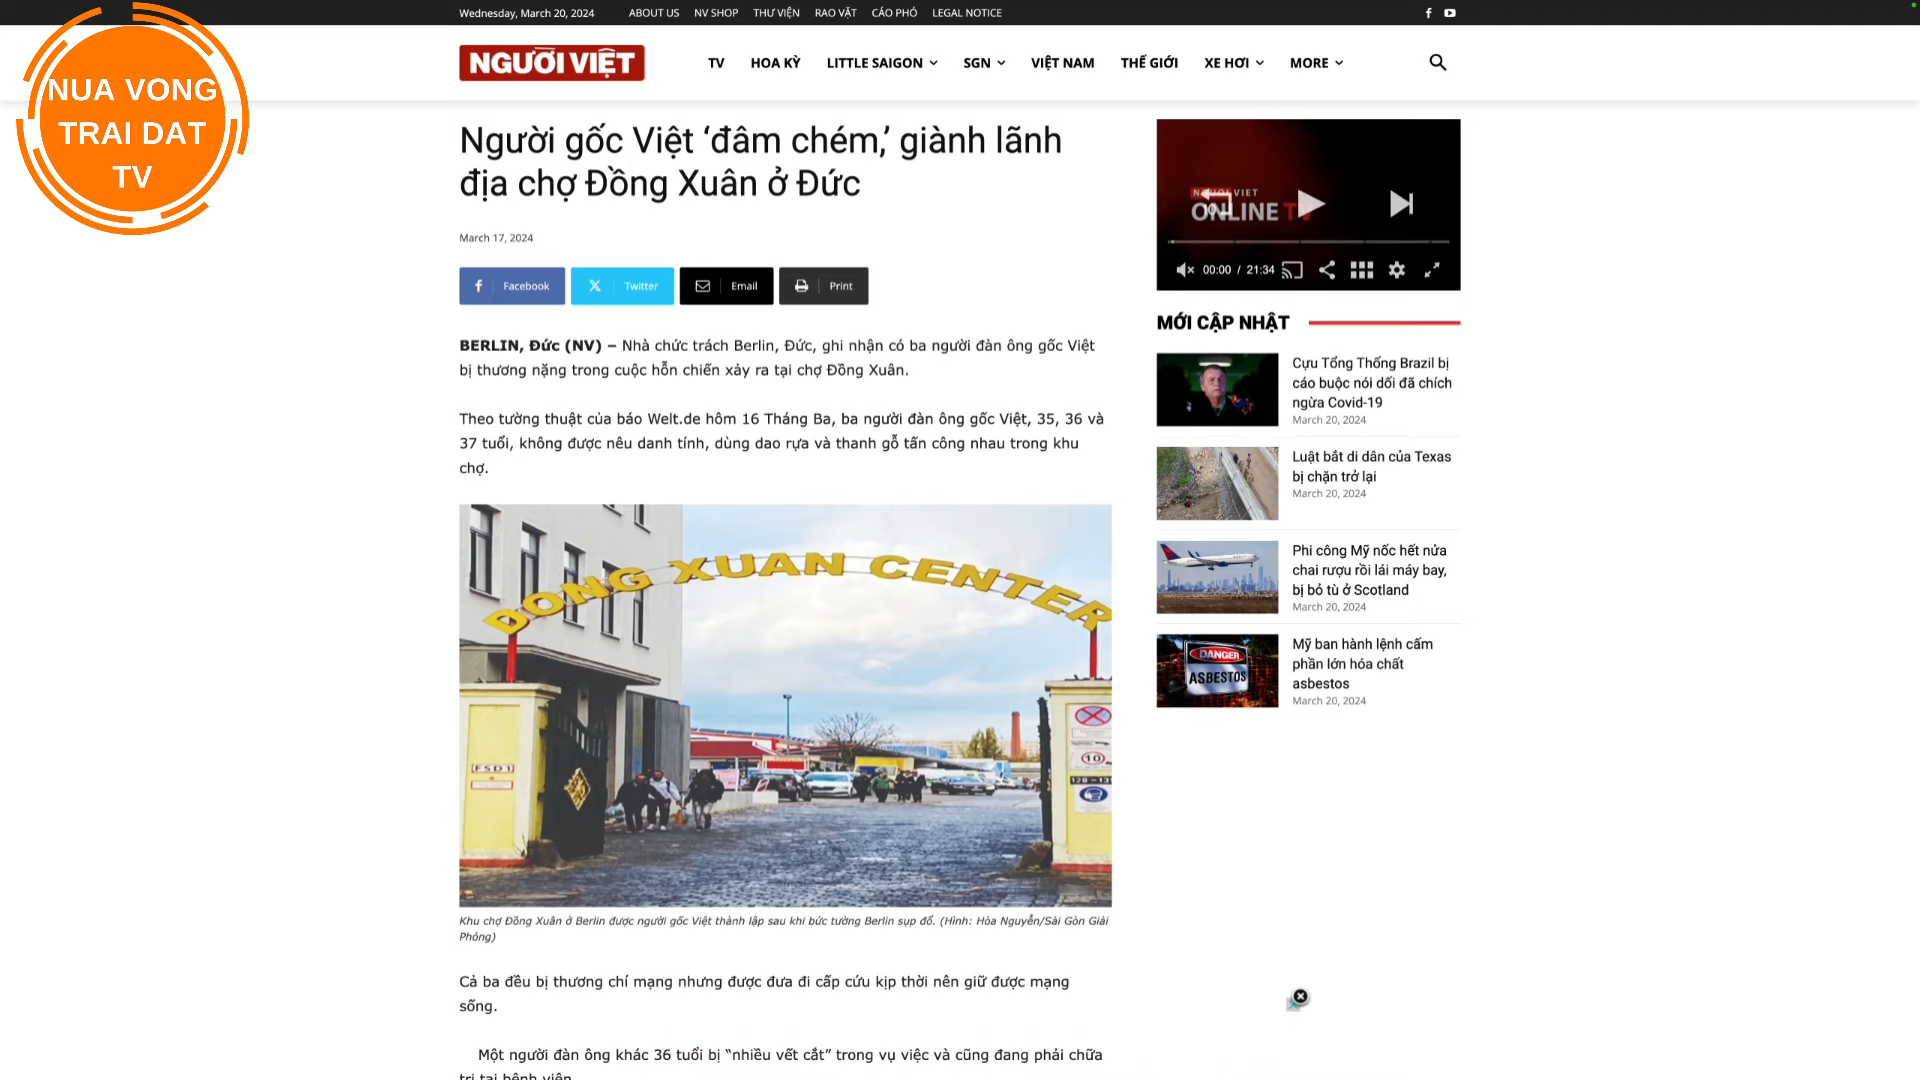 Wednesday, March 20, 2024 ABOUT US NV SHOP THƯ VIỆN RAO VẶT CÁO PHÓ LEGAL NOTICE
NUA VONG
TRAI DAT
TV
NGƯỜI VIỆT
TV HOA KỲ LITTLE SAIGON SGN VIỆT NAM THẾ GIỚI XE HƠI MORE
Người gốc Việt ‘đâm chém,’ giành lãnh
địa chợ Đồng Xuân ở Đức
March 17, 2024
Facebook Twitter Email Print
BERLIN, Đức (NV) – Nhà chức trách Berlin, Đức, ghi nhận có ba người đàn ông gốc Việt
bị thương nặng trong cuộc hỗn chiến xảy ra tại chợ Đồng Xuân.
Theo tường thuật của báo Welt.de hôm 16 Tháng Ba, ba người đàn ông gốc Việt, 35, 36 và
37 tuổi, không được nêu danh tính, dùng dao rựa và thanh gỗ tấn công nhau trong khu
chợ.
DONG XUAN CENTER
FSD1
10
128-13
Khu chợ Đồng Xuân ở Berlin được người gốc Việt thành lập sau khi bức tường Berlin sụp đổ. (Hình: Hòa Nguyễn/Sài Gòn Giải
Phóng)
Cả ba đều bị thương chí mạng nhưng được đưa đi cấp cứu kịp thời nên giữ được mạng
sống.
Một người đàn ông khác 36 tuổi bị “nhiều vết cắt” trong vụ việc và cũng đang phải chữa
trị tại bệnh viện
NGUOI VIET
ONLINE TV
10
00:00 / 21:34
MỚI CẬP NHẬT
Cựu Tổng Thống Brazil bị
cáo buộc nói dối đã chích
ngừa Covid-19
March 20, 2024
Luật bắt di dân của Texas
bị chặn trở lại
March 20, 2024
Phi công Mỹ nốc hết nửa
chai rượu rồi lái máy bay,
bị bỏ tù ở Scotland
March 20, 2024
DANGER
ASBESTOS
Mỹ ban hành lệnh cấm
phần lớn hóa chất
asbestos
March 20, 2024